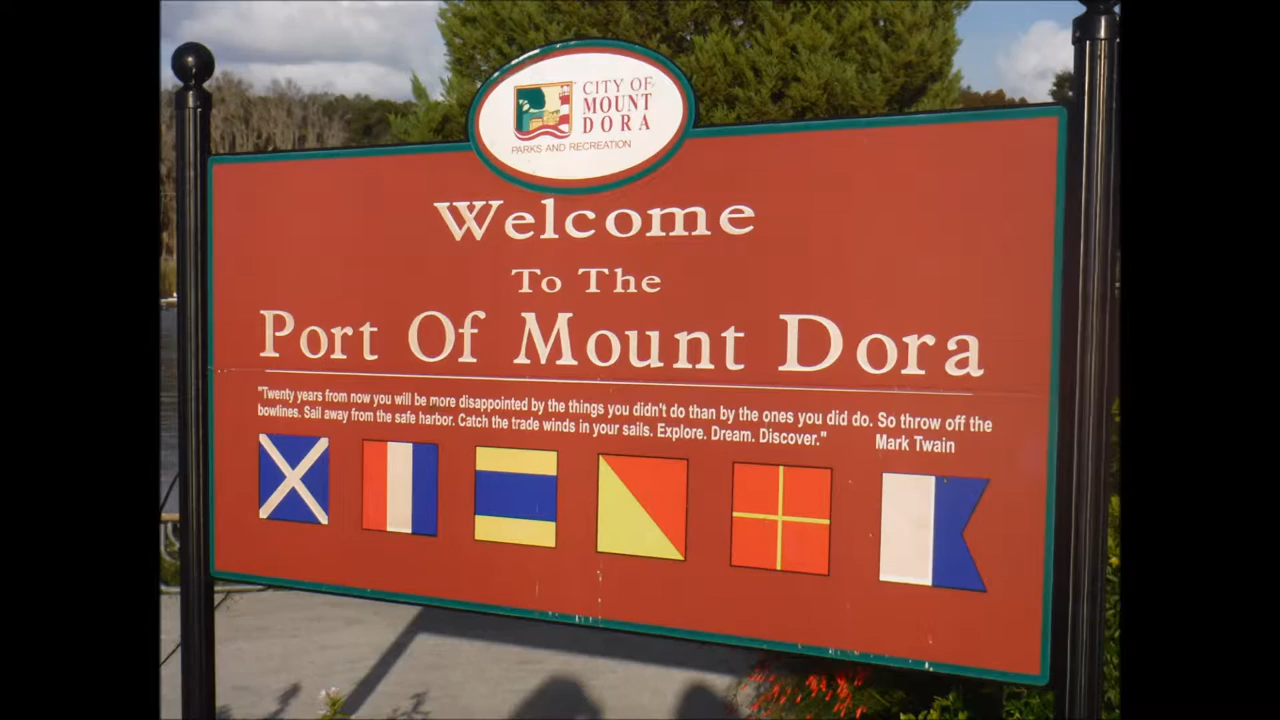 CITY OF
MOUNT
DORA
PARKS AND RECREATION
Welcome
To The
Port Of Mount Dora
"Twenty years from now you will be more disappointed by the things you didn't do than by the ones you did do. So throw off the
bowlines. Sail away from the safe harbor. Catch the trade winds in your sails. Explore. Dream. Discover." Mark Twain